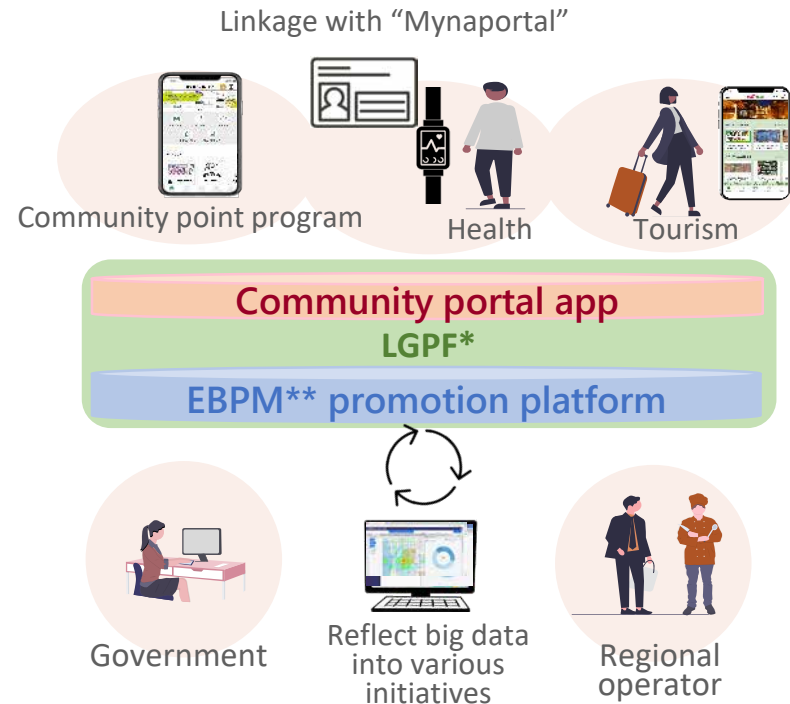 Linkage with “Mynaportal”
Community point program
Health
Tourism
Community portal app
LGPF*
EBPM** promotion platform
Government
Reflect big data
into various
initiatives
Regional
operator